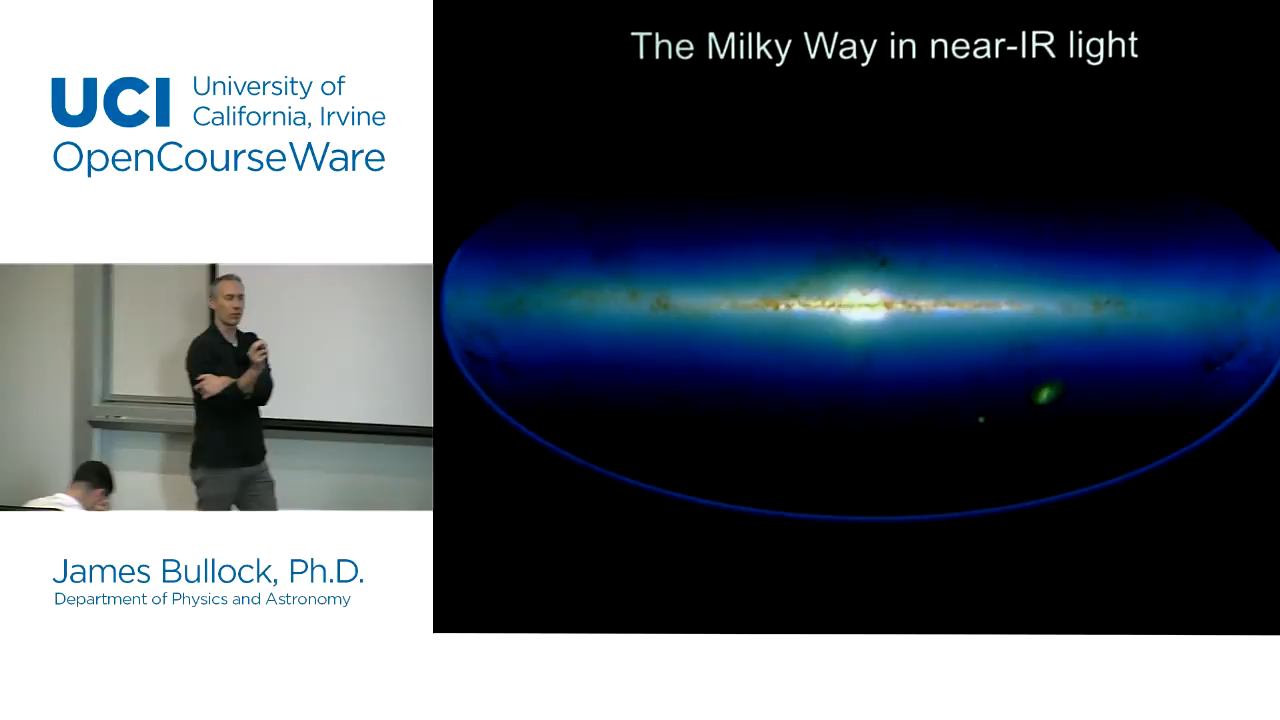 UCI University of
California, Irvine
OpenCourseWare
The Milky Way in near-IR light
James Bullock, Ph.D.
Department of Physics and Astronomy